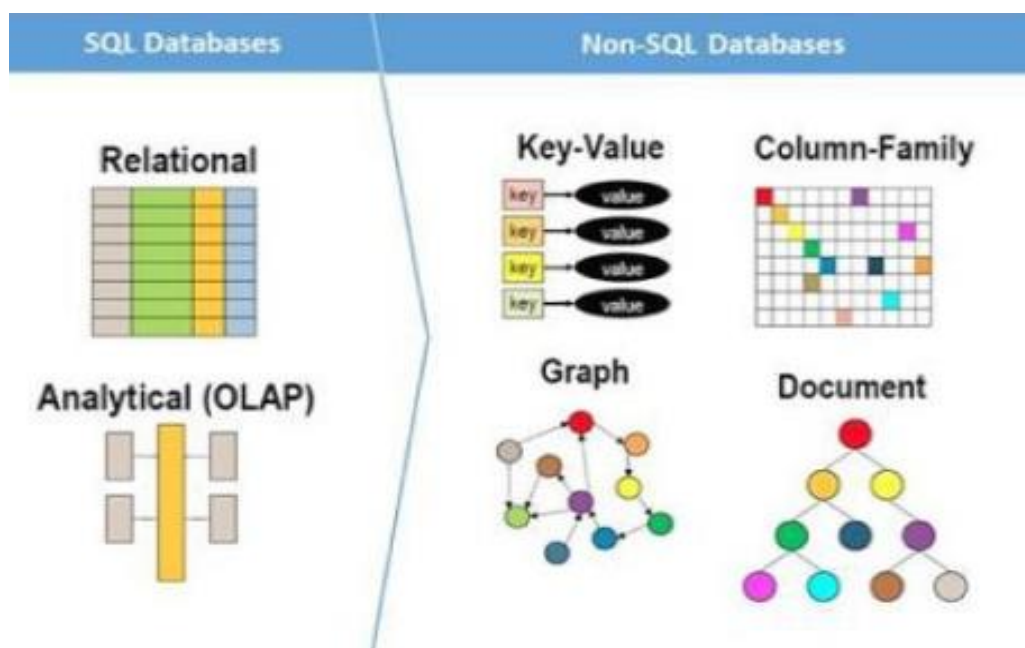 SQL Databases
Non-SQL Databases
Relational
Analytical (OLAP)
Key-Value
key
value
key
value
key
value
key
value
Column-Family
Graph
Document